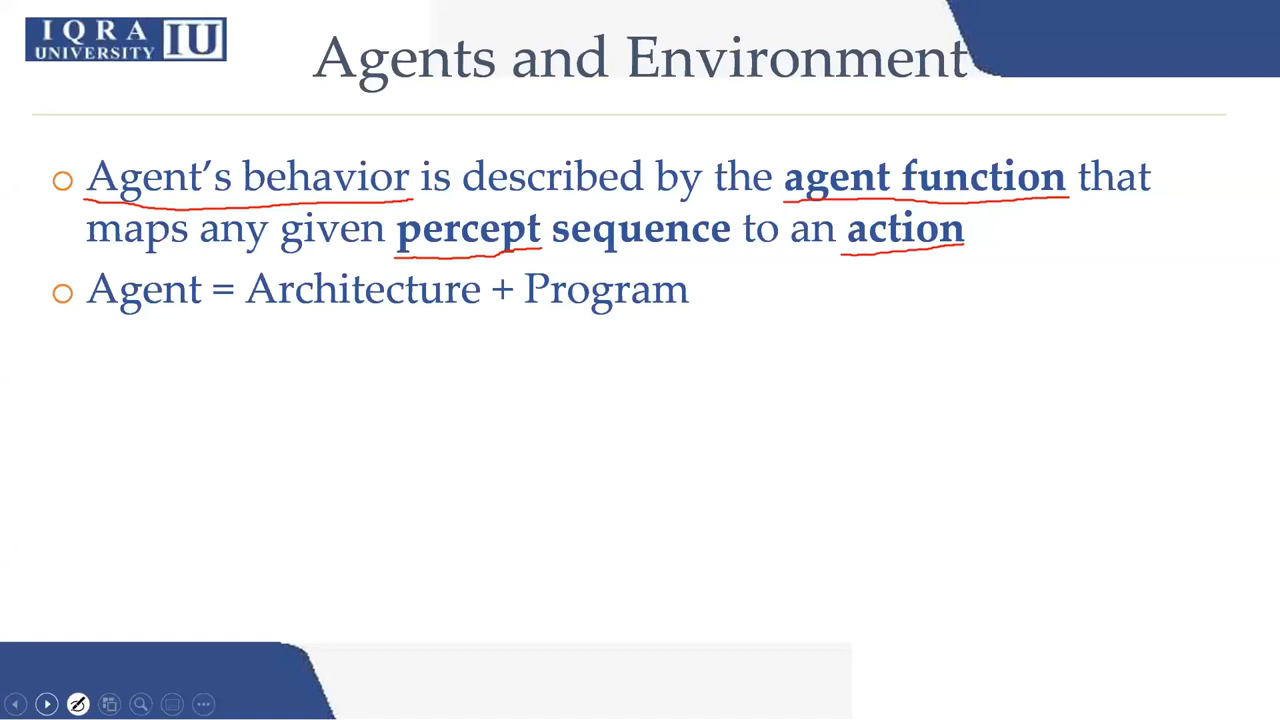 IQRA
UNIVERSITY IU
Agents and Environment
Agent’s behavior is described by the agent function that
maps any given percept sequence to an action
Agent = Architecture + Program